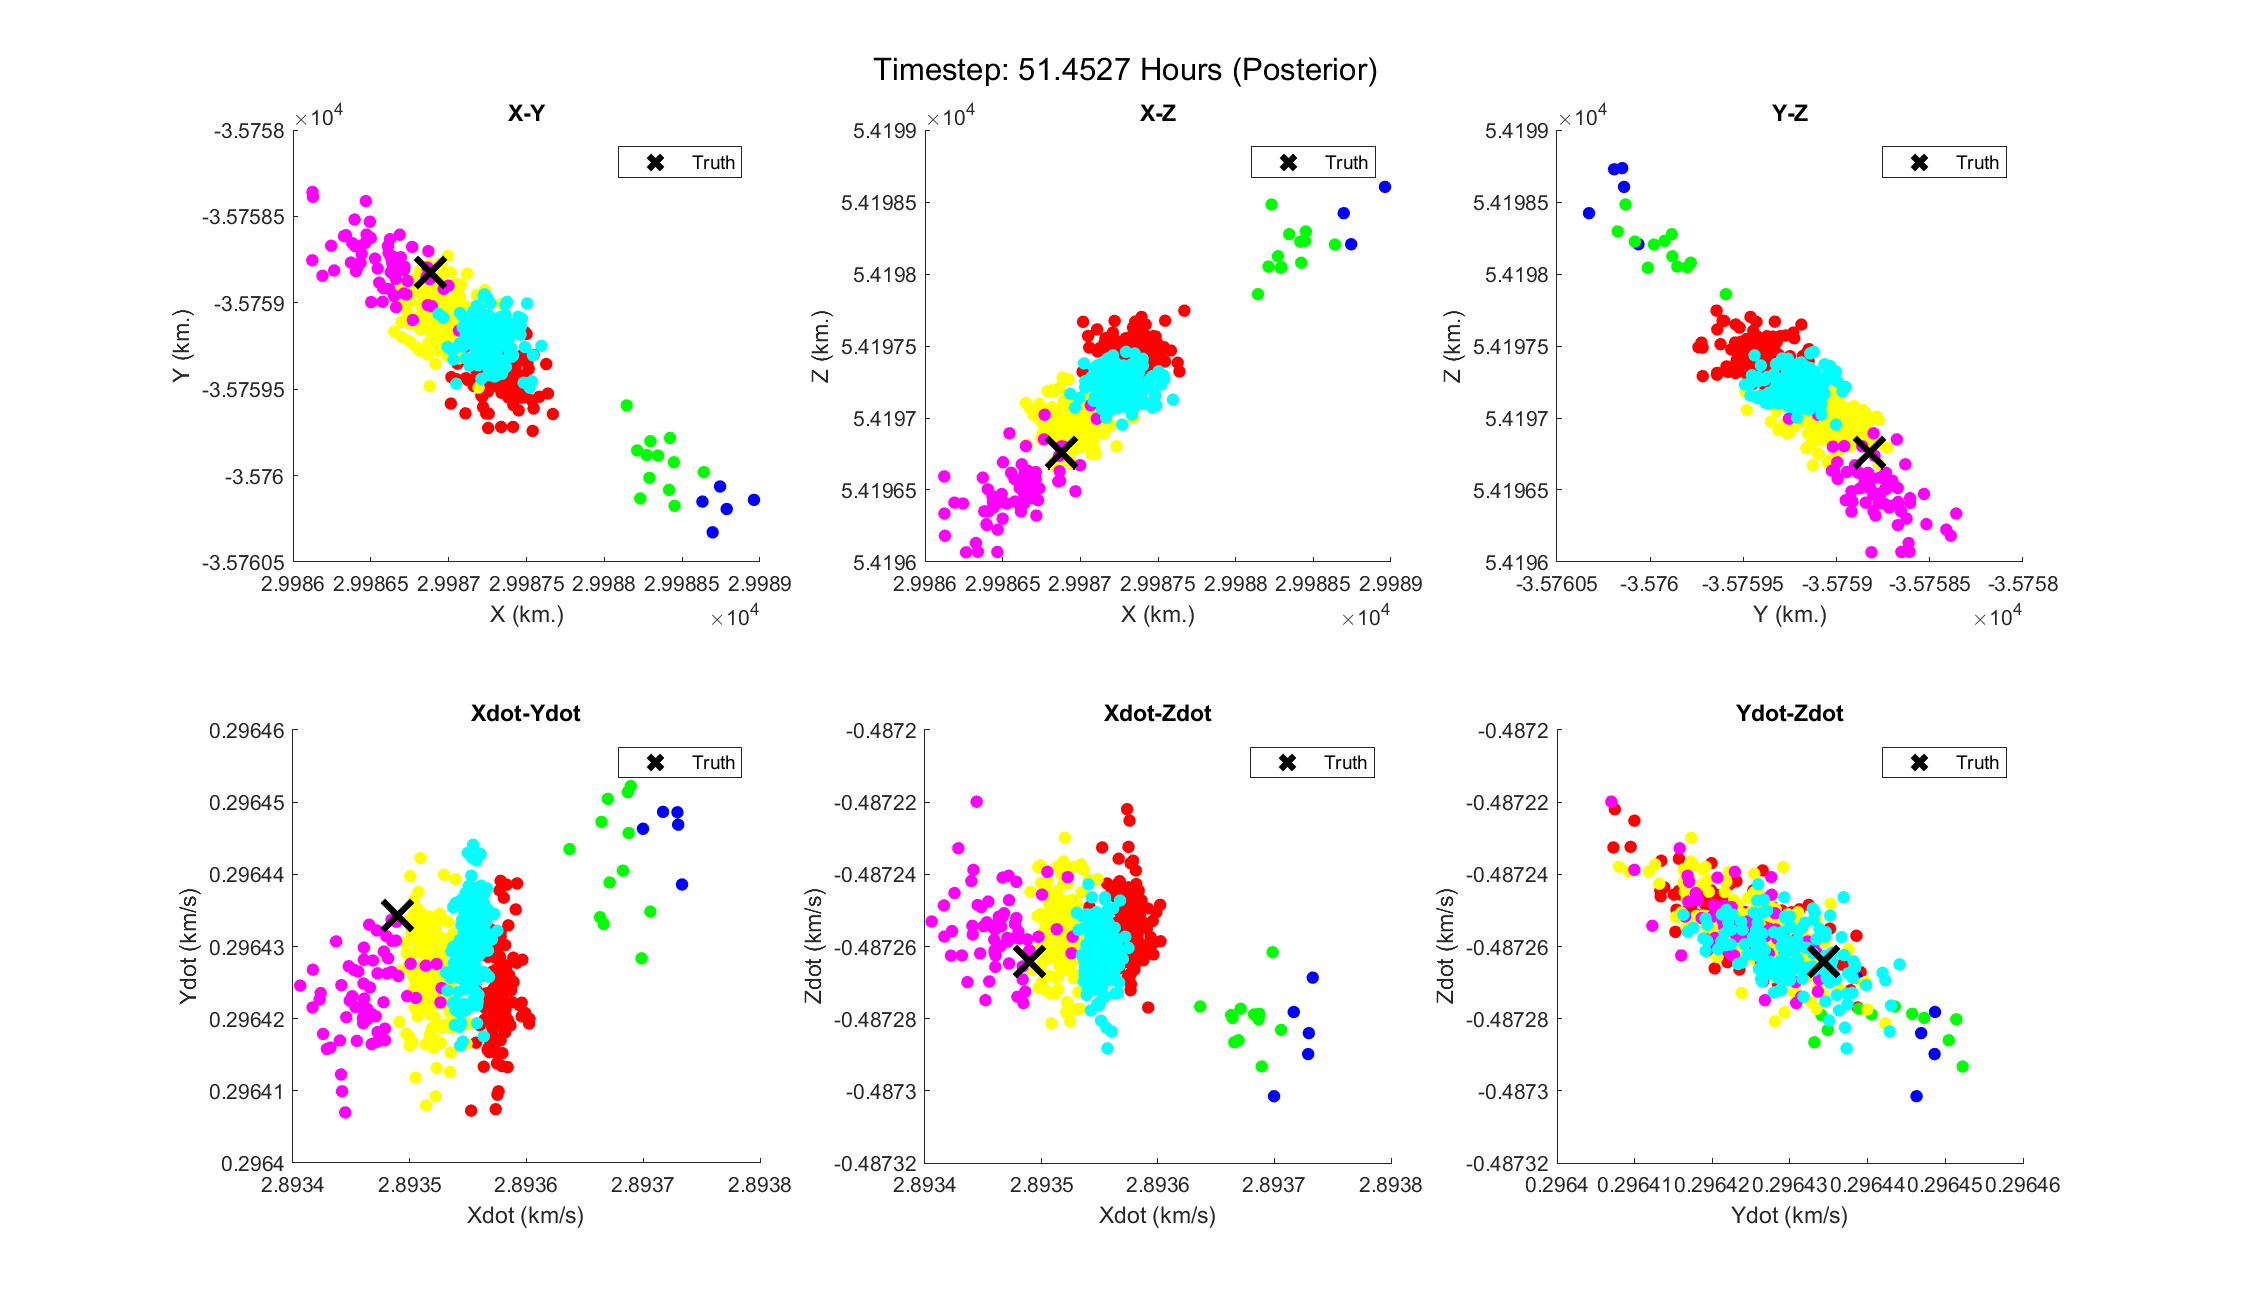 Timestep: 51.4527 Hours (Posterior)
X-Y
×10^4
-3.5758
-3.57585
-3.5759
-3.57595
-3.576
-3.57605
Y (km.)
Truth
2.9986 2.99865 2.9987 2.99875 2.9988 2.99885 2.9989
X (km.)
×10^4
X-Z
×10^4
5.4199
5.41985
5.4198
5.41975
5.4197
5.41965
5.4196
Z (km.)
Truth
2.9986 2.99865 2.9987 2.99875 2.9988 2.99885 2.9989
X (km.)
×10^4
Y-Z
×10^4
5.4199
5.41985
5.4198
5.41975
5.4197
5.41965
5.4196
Z (km.)
Truth
-3.57605 -3.576 -3.57595 -3.5759 -3.57585 -3.5758
Y (km.)
×10^4
Xdot-Ydot
0.29646
0.29645
0.29644
0.29643
0.29642
0.29641
0.2964
Ydot (km/s)
Truth
2.8934 2.8935 2.8936 2.8937 2.8938
Xdot (km/s)
Xdot-Zdot
-0.4872
-0.48722
-0.48724
-0.48726
-0.48728
-0.4873
-0.48732
Zdot (km/s)
Truth
2.8934 2.8935 2.8936 2.8937 2.8938
Xdot (km/s)
Ydot-Zdot
-0.4872
-0.48722
-0.48724
-0.48726
-0.48728
-0.4873
-0.48732
Zdot (km/s)
Truth
0.2964 0.29641 0.29642 0.29643 0.29644 0.29645 0.29646
Ydot (km/s)